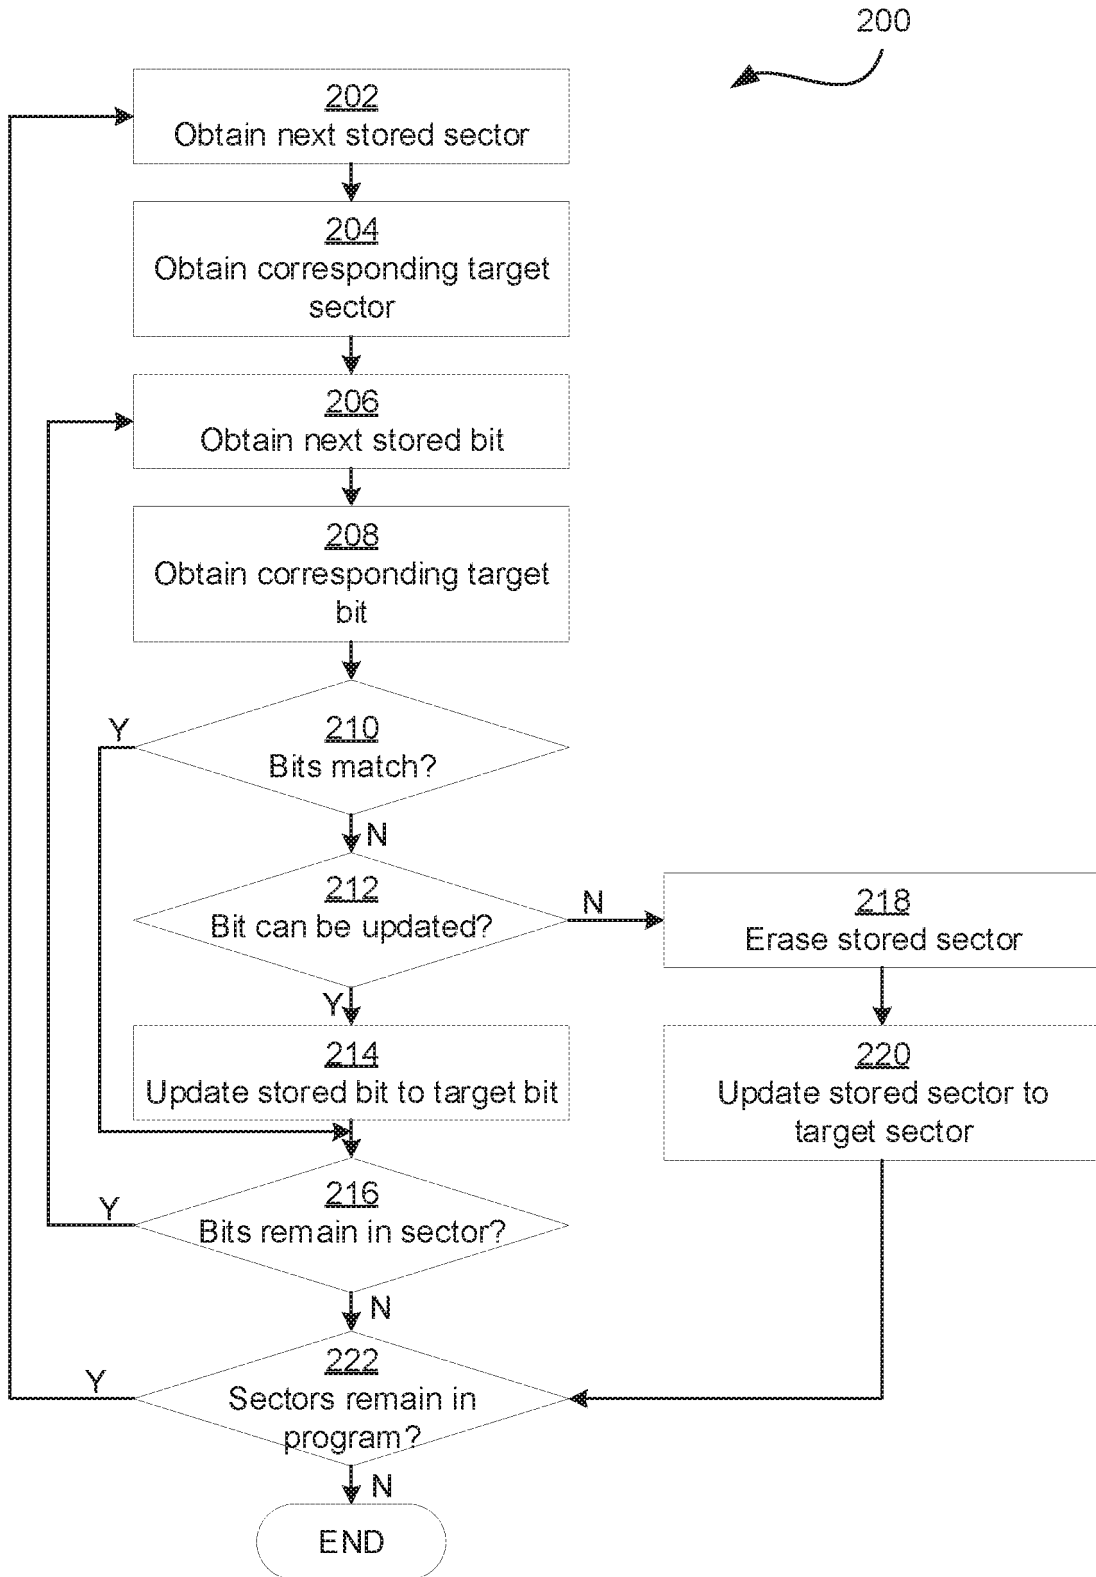 200
202
Obtain next stored sector
204
Obtain corresponding target
sector
206
Obtain next stored bit
208
Obtain corresponding target
bit
Y
210
Bits match?
N
212
Bit can be updated?
N
218
Erase stored sector
Y
214
Update stored bit to target bit
220
Update stored sector to
target sector
216
Bits remain in sector?
Y
N
222
Sectors remain in
program?
Y
N
END